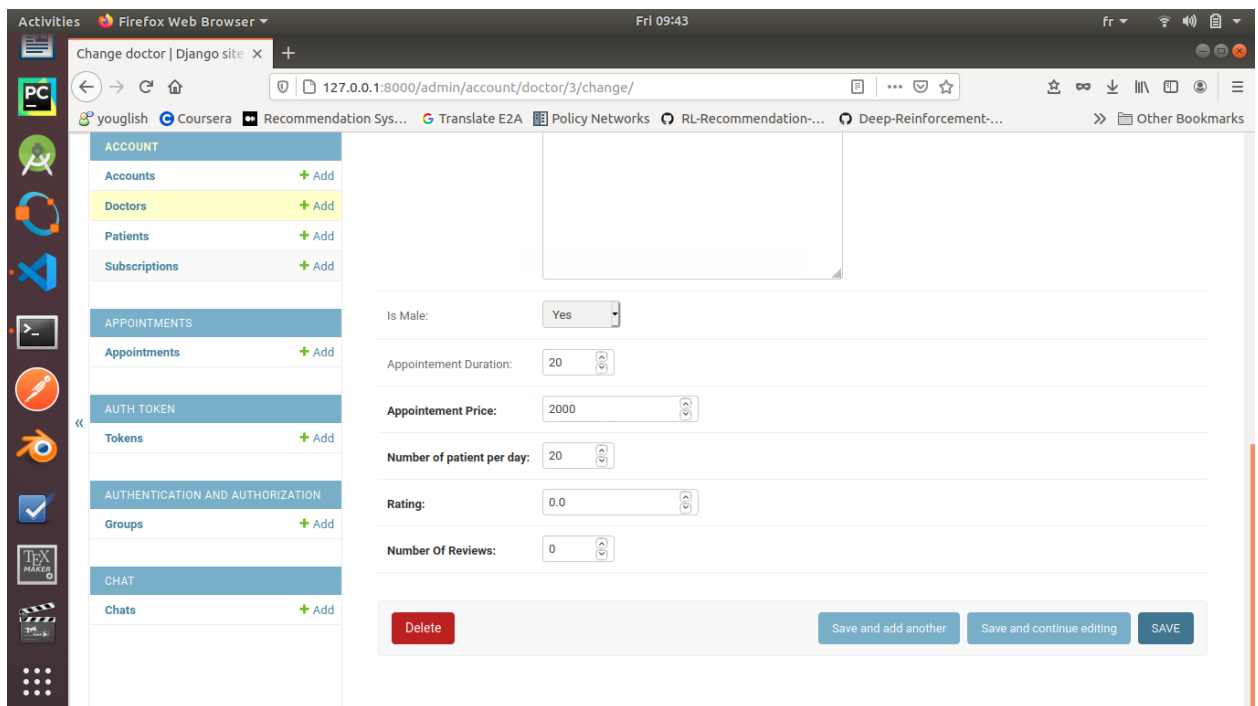 Activities Firefox Web Browser Fri 09:43 fr
Change doctor | Django site
127.0.0.1:8000/admin/account/doctor/3/change/
youglish Coursera Recommendation Sys... Translate E2A Policy Networks RL-Recommendation-... Deep-Reinforcement-... Other Bookmarks
ACCOUNT
Accounts + Add
Doctors + Add
Patients + Add
Subscriptions + Add
APPOINTMENTS
Appointments + Add
AUTH TOKEN
Tokens + Add
AUTHENTICATION AND AUTHORIZATION
Groups + Add
CHAT
Chats + Add
«
Is Male: Yes
Appointement Duration: 20
Appointement Price: 2000
Number of patient per day: 20
Rating: 0.0
Number Of Reviews: 0
Delete Save and add another Save and continue editing SAVE
PC
TEX
MAKER